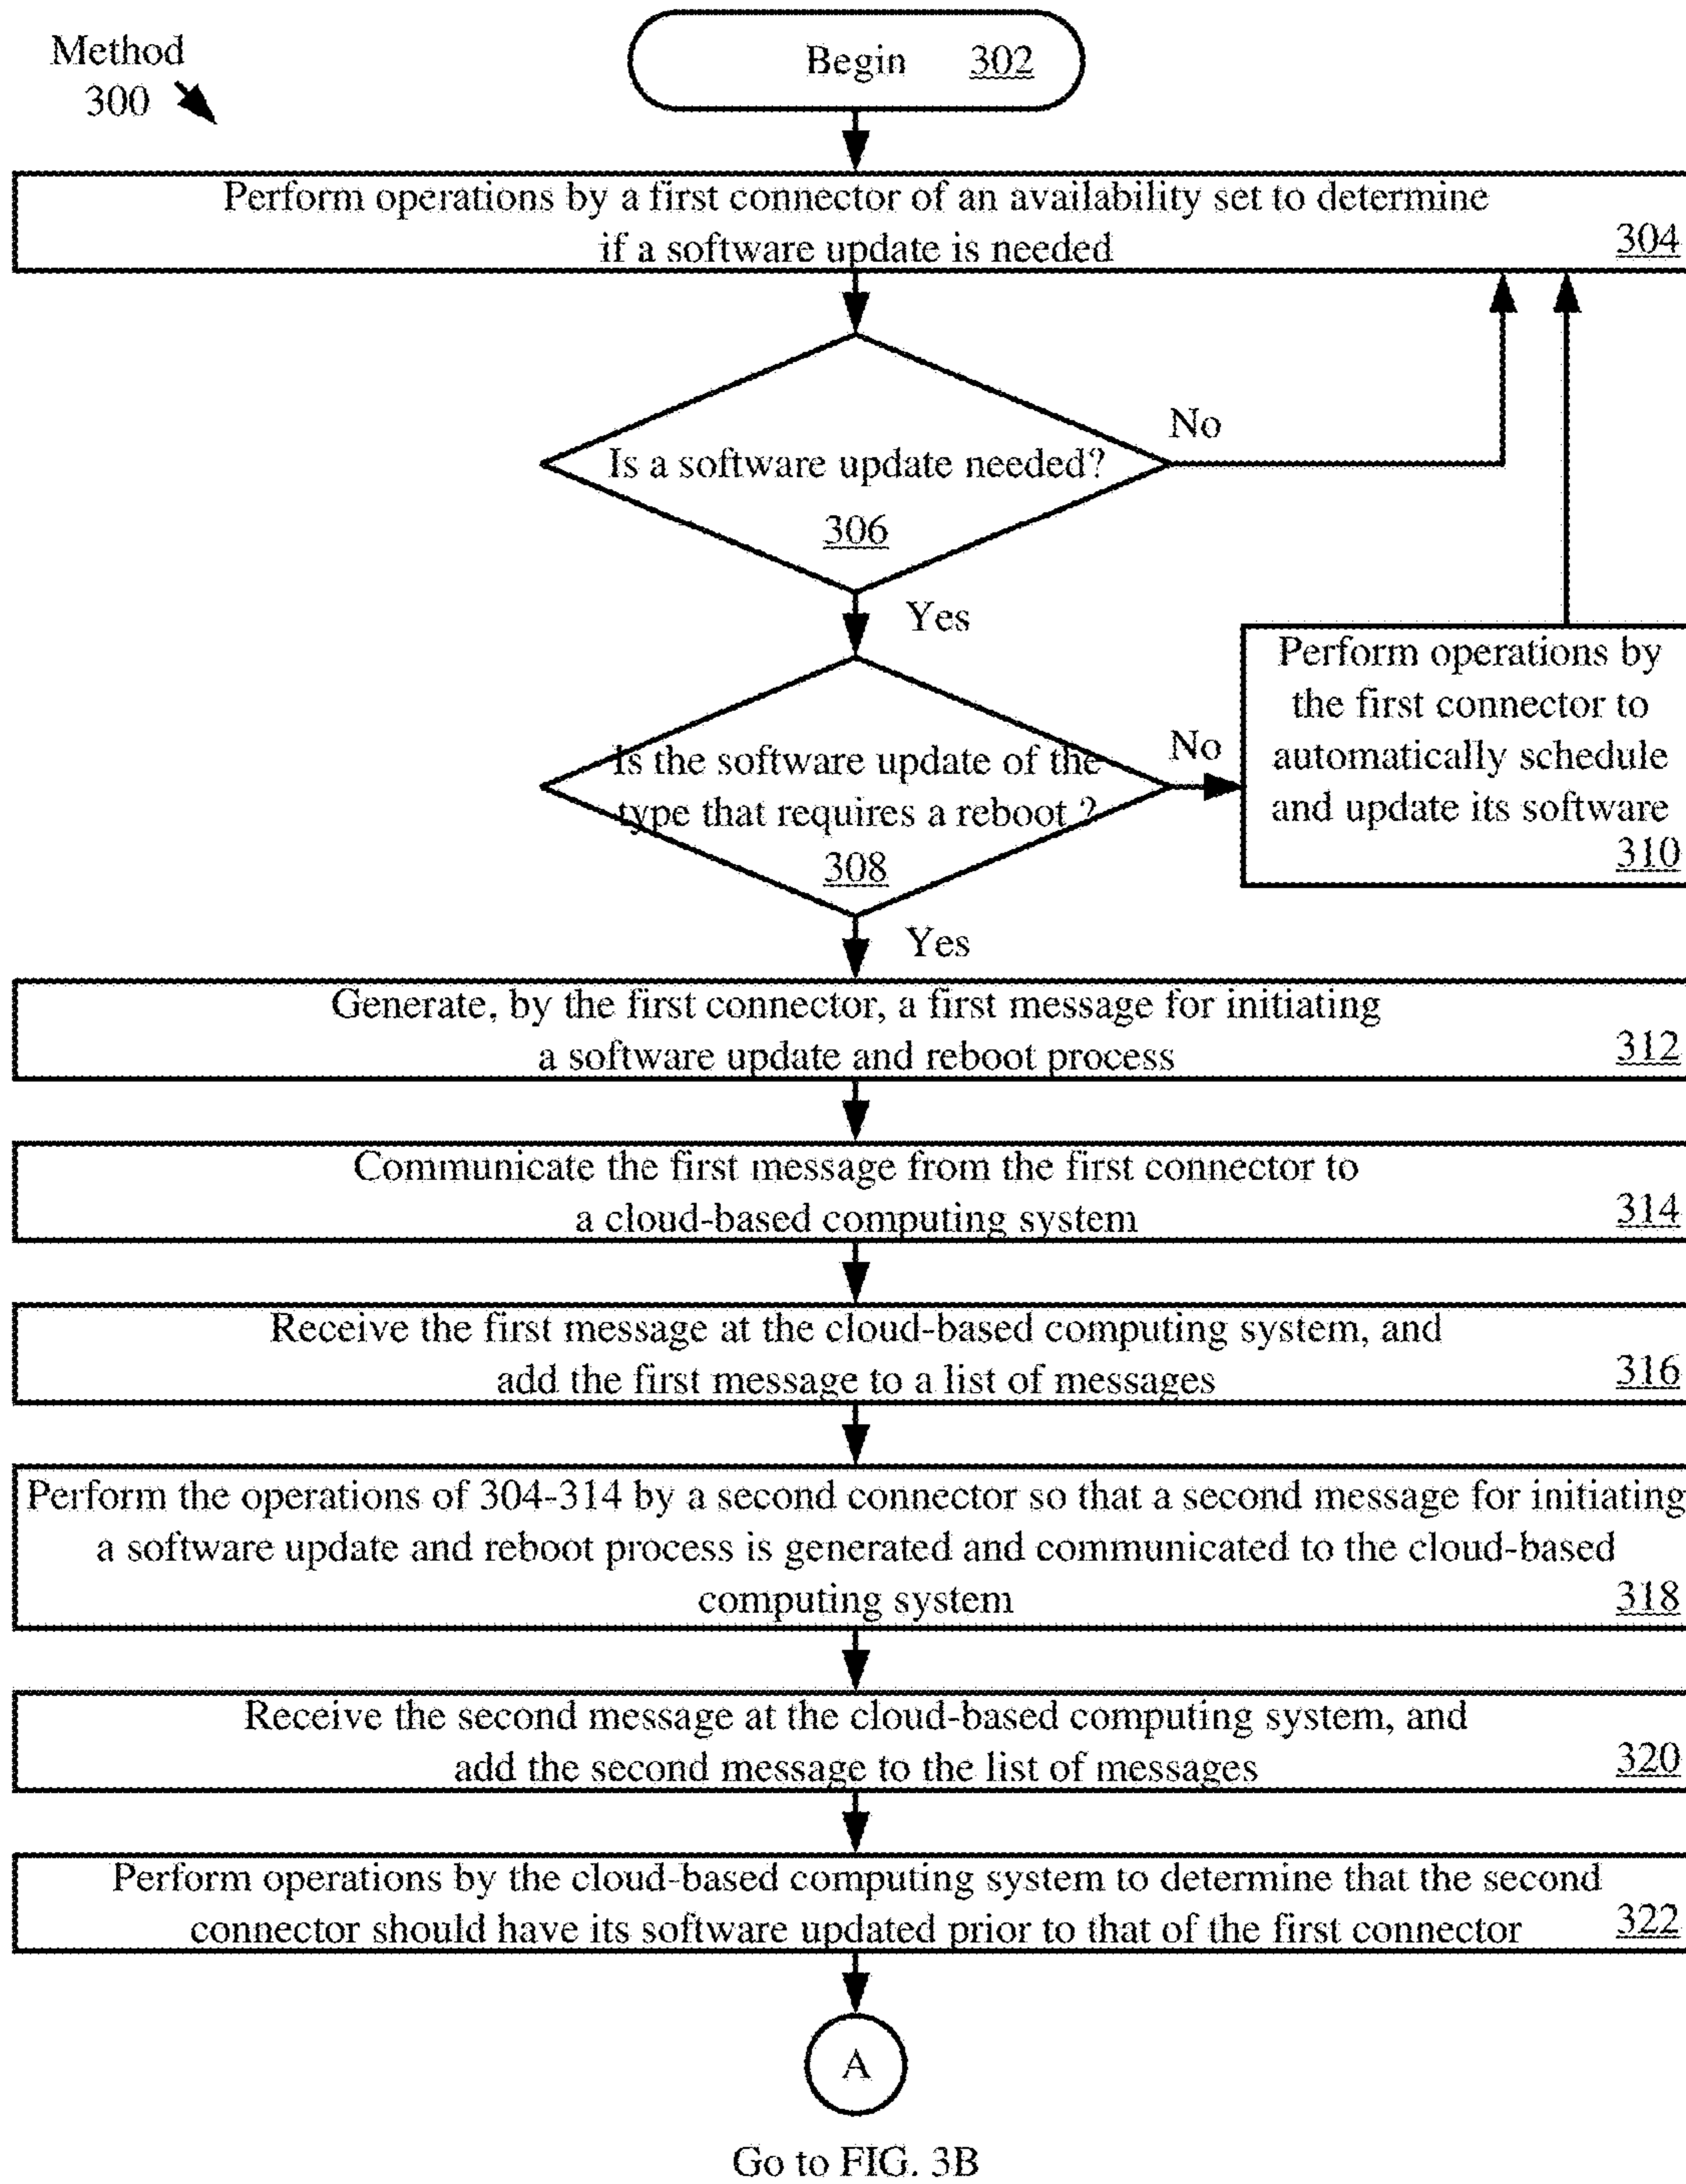 Method
300
Begin 302
Perform operations by a first connector of an availability set to determine
if a software update is needed
304
No
Is a software update needed?
306
Yes
Perform operations by
the first connector to
automatically schedule
and update its software
310
No
Is the software update of the
type that requires a reboot ?
308
Yes
Generate, by the first connector, a first message for initiating
a software update and reboot process
312
Communicate the first message from the first connector to
a cloud-based computing system
314
Receive the first message at the cloud-based computing system, and
add the first message to a list of messages
316
Perform the operations of 304-314 by a second connector so that a second message for initiating
a software update and reboot process is generated and communicated to the cloud-based
computing system
318
Receive the second message at the cloud-based computing system, and
add the second message to the list of messages
320
Perform operations by the cloud-based computing system to determine that the second
connector should have its software updated prior to that of the first connector
322
A
Go to FIG. 3B